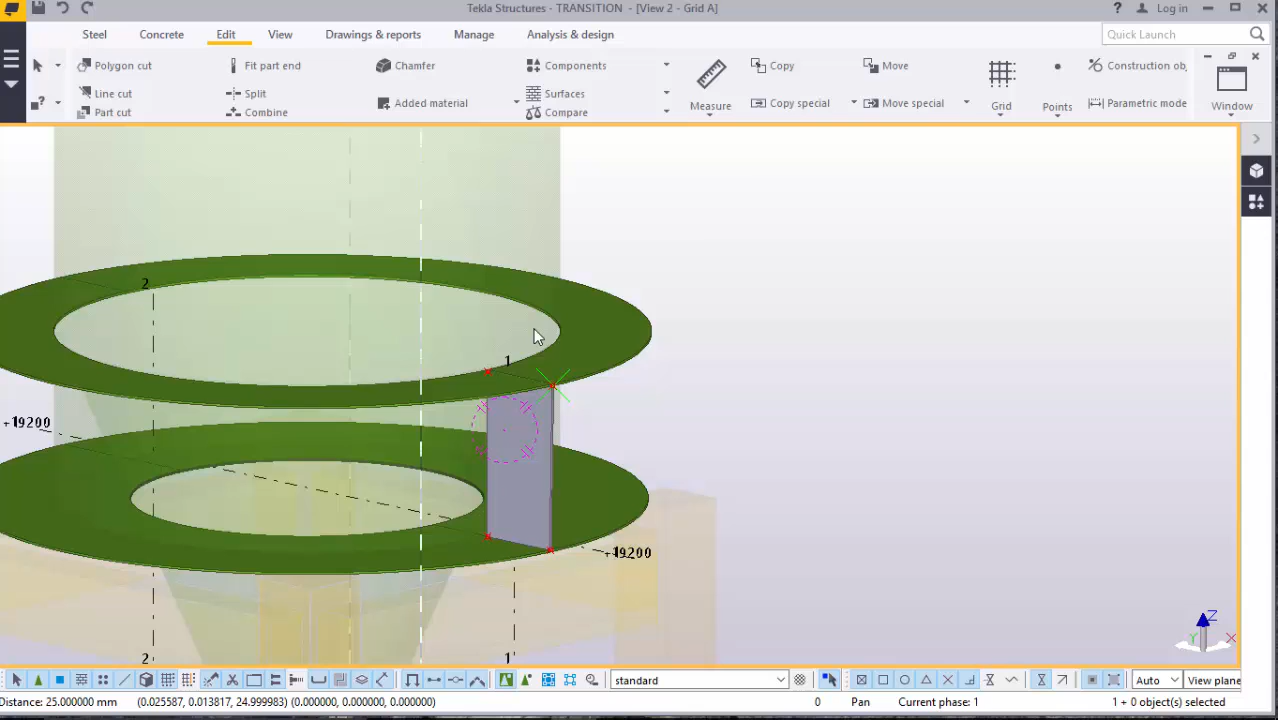 Tekla Structures - TRANSITION - [View 2 - Grid A]
? Log in
Steel Concrete Edit View Drawings & reports Manage Analysis & design Quick Launch
Polygon cut Fit part end Chamfer Components Copy Move Construction ob
Line cut Split Surfaces
Added material Measure Copy special Move special Grid Points Parametric mode Window
Part cut Combine Compare
2
1
+19200
+19200
2 1
Z
Y X
standard Auto View plane
Distance: 25.000000 mm (0.025587, 0.013817, 24.999983) (0.000000, 0.000000, 0.000000) 0 Pan Current phase: 1 1 + 0 object(s) selected